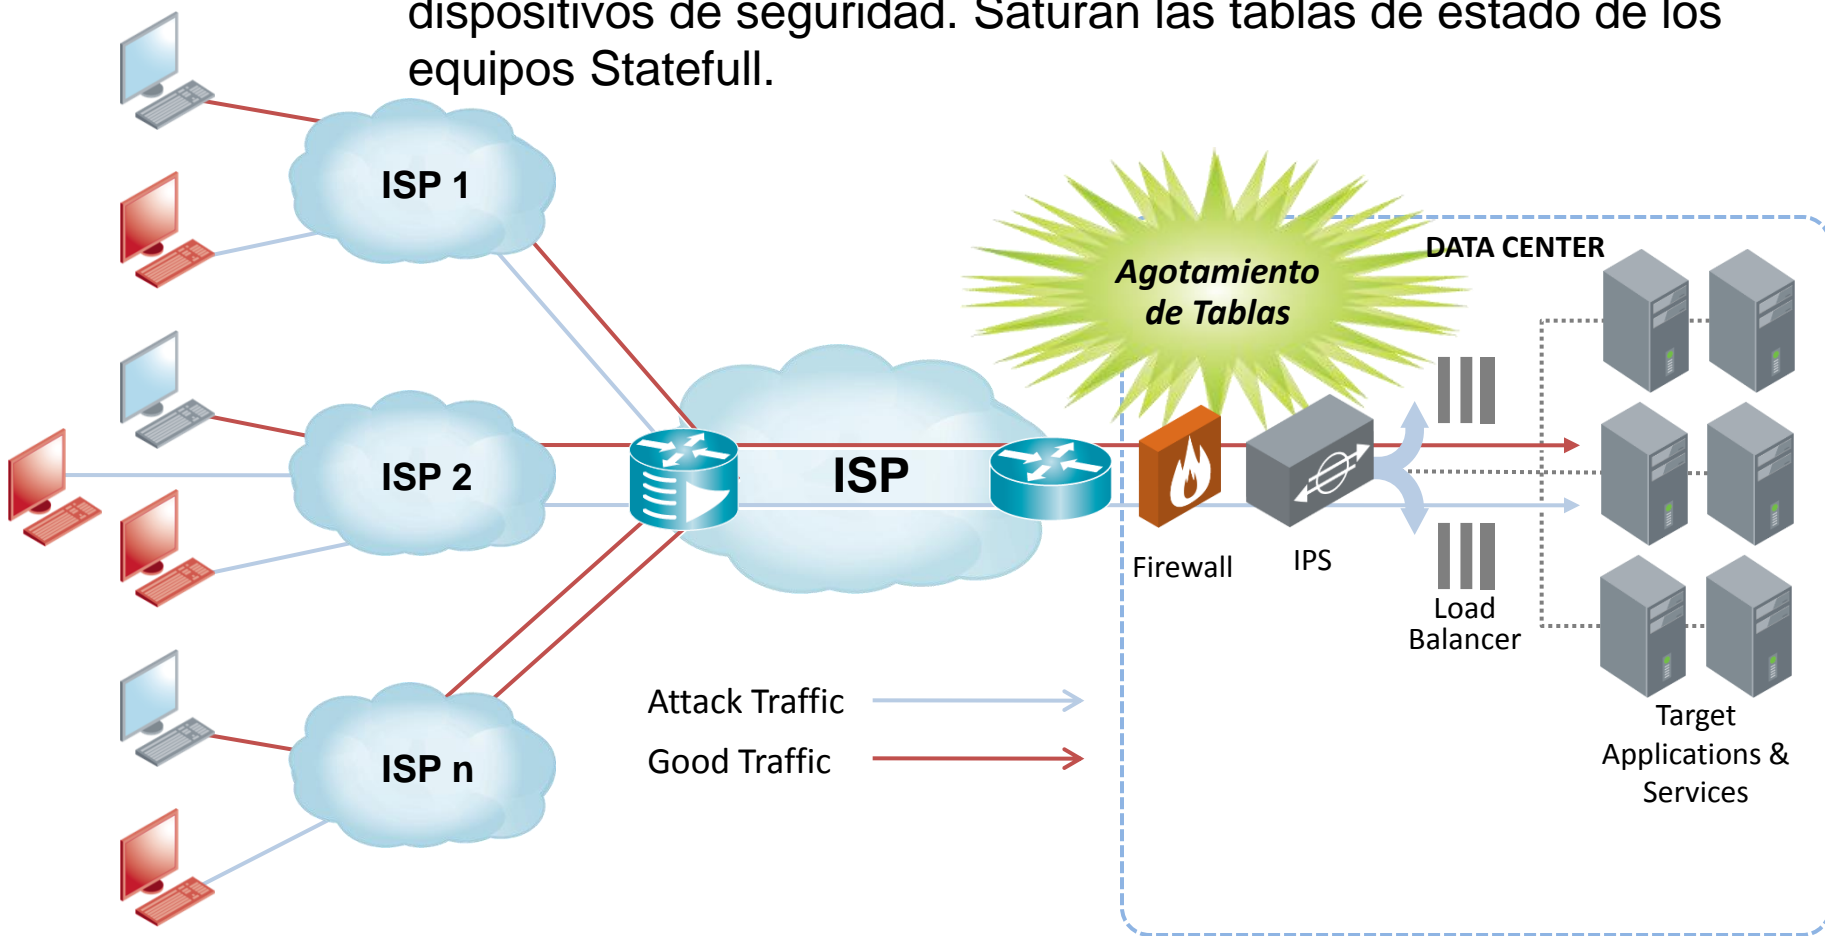 dispositivos de seguridad. Saturan las tablas de estado de los
equipos Statefull.
ISP 1
Agotamiento
de Tablas
DATA CENTER
ISP 2
ISP
Firewall
IPS
Load
Balancer
ISP n
Attack Traffic
Good Traffic
Target
Applications &
Services